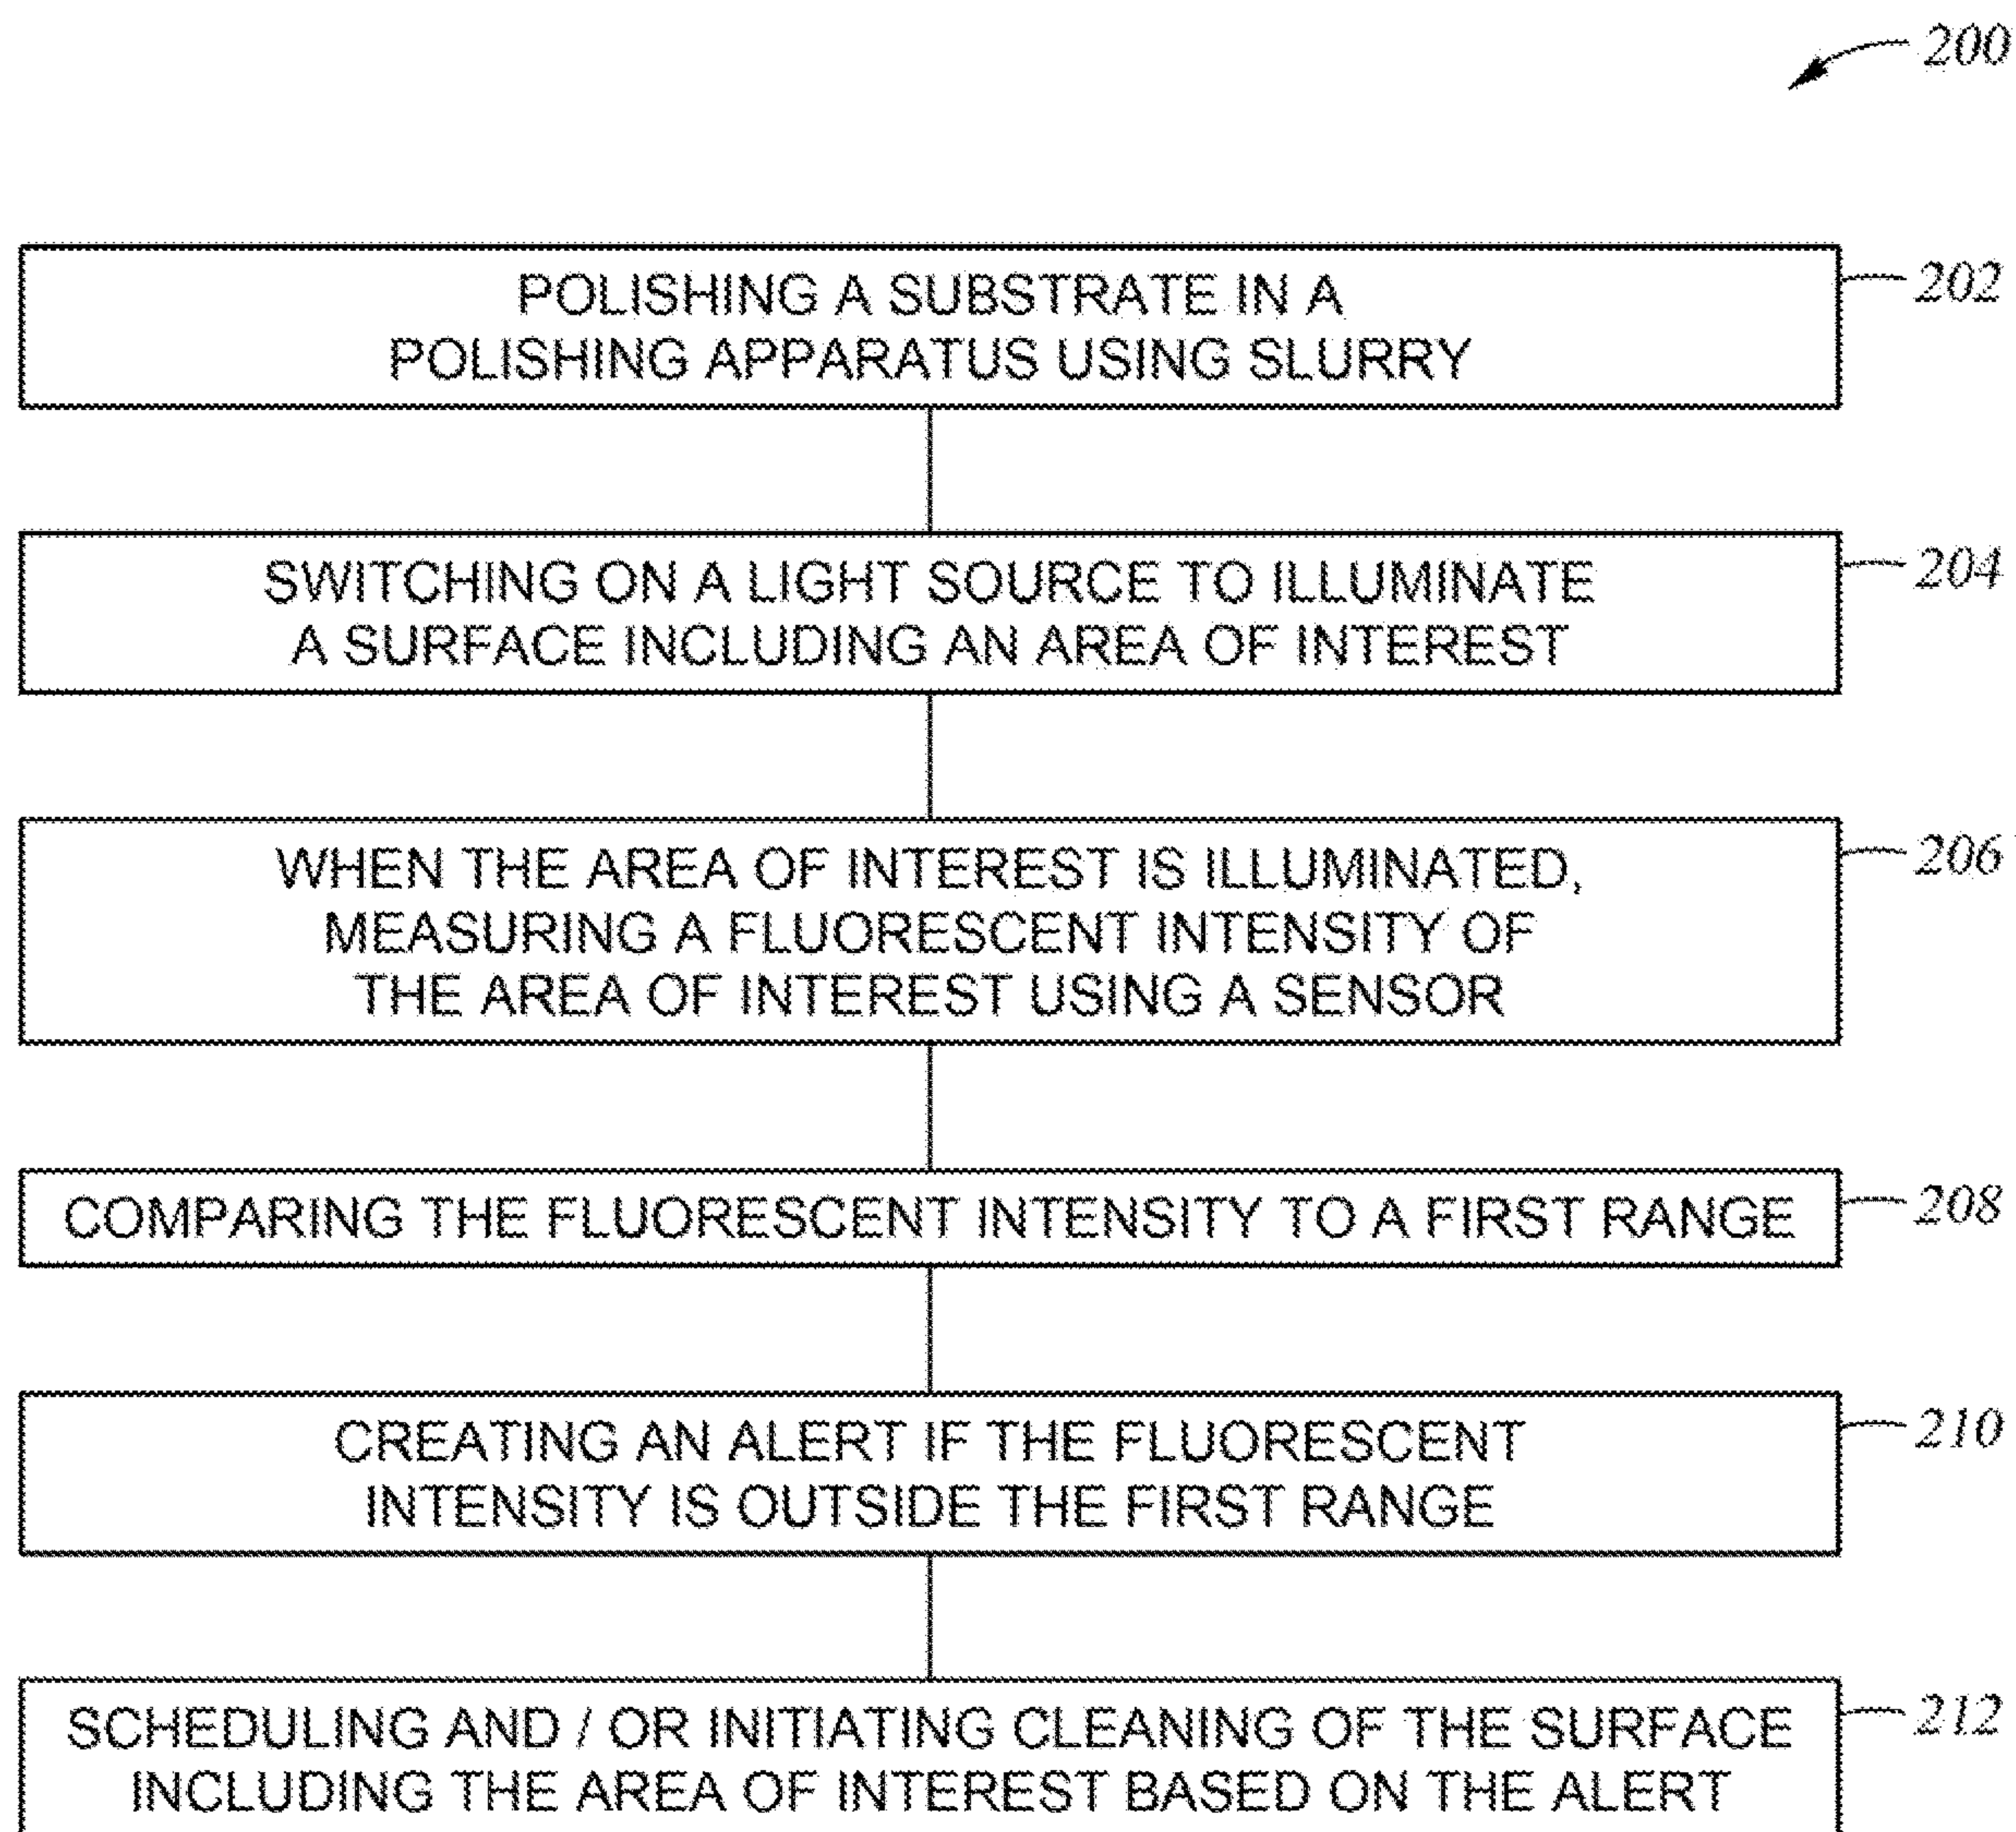 200
POLISHING A SUBSTRATE IN A
POLISHING APPARATUS USING SLURRY
202
SWITCHING ON A LIGHT SOURCE TO ILLUMINATE
A SURFACE INCLUDING AN AREA OF INTEREST
204
WHEN THE AREA OF INTEREST IS ILLUMINATED,
MEASURING A FLUORESCENT INTENSITY OF
THE AREA OF INTEREST USING A SENSOR
206
COMPARING THE FLUORESCENT INTENSITY TO A FIRST RANGE
208
CREATING AN ALERT IF THE FLUORESCENT
INTENSITY IS OUTSIDE THE FIRST RANGE
210
SCHEDULING AND / OR INITIATING CLEANING OF THE SURFACE
INCLUDING THE AREA OF INTEREST BASED ON THE ALERT
212